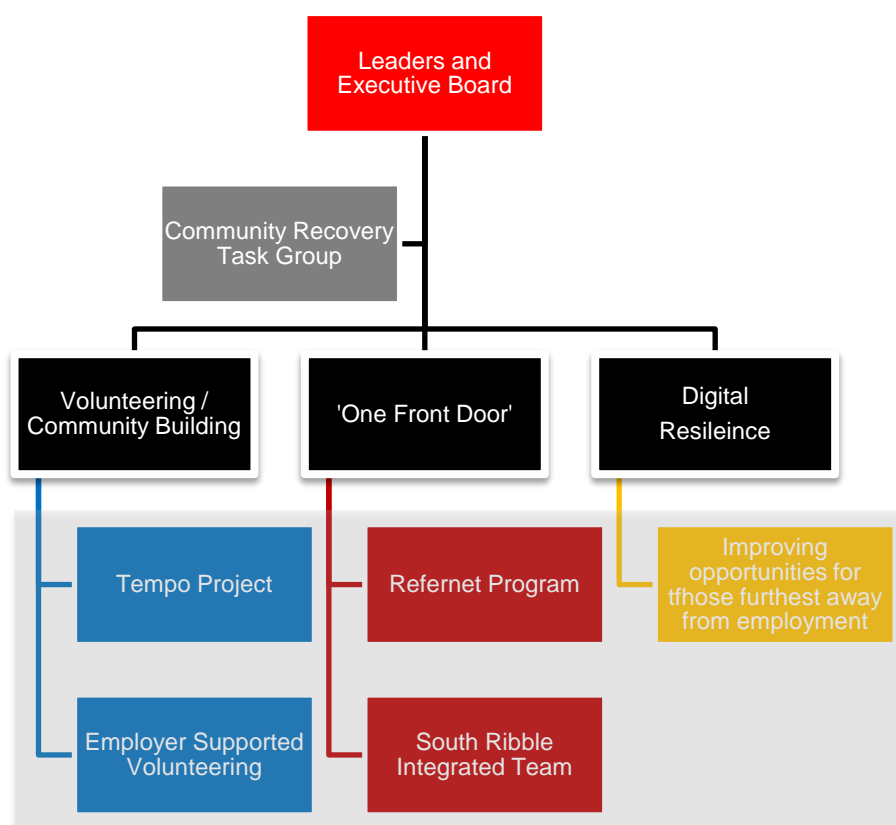 Leaders and
Executive Board
Community Recovery
Task Group
Volunteering /
Community Building
'One Front Door'
Digital
Resileince
Tempo Project
Refernet Program
Improving
opportunities for
tfhose furthest away
from employment
Employer Supported
Volunteering
South Ribble
Integrated Team